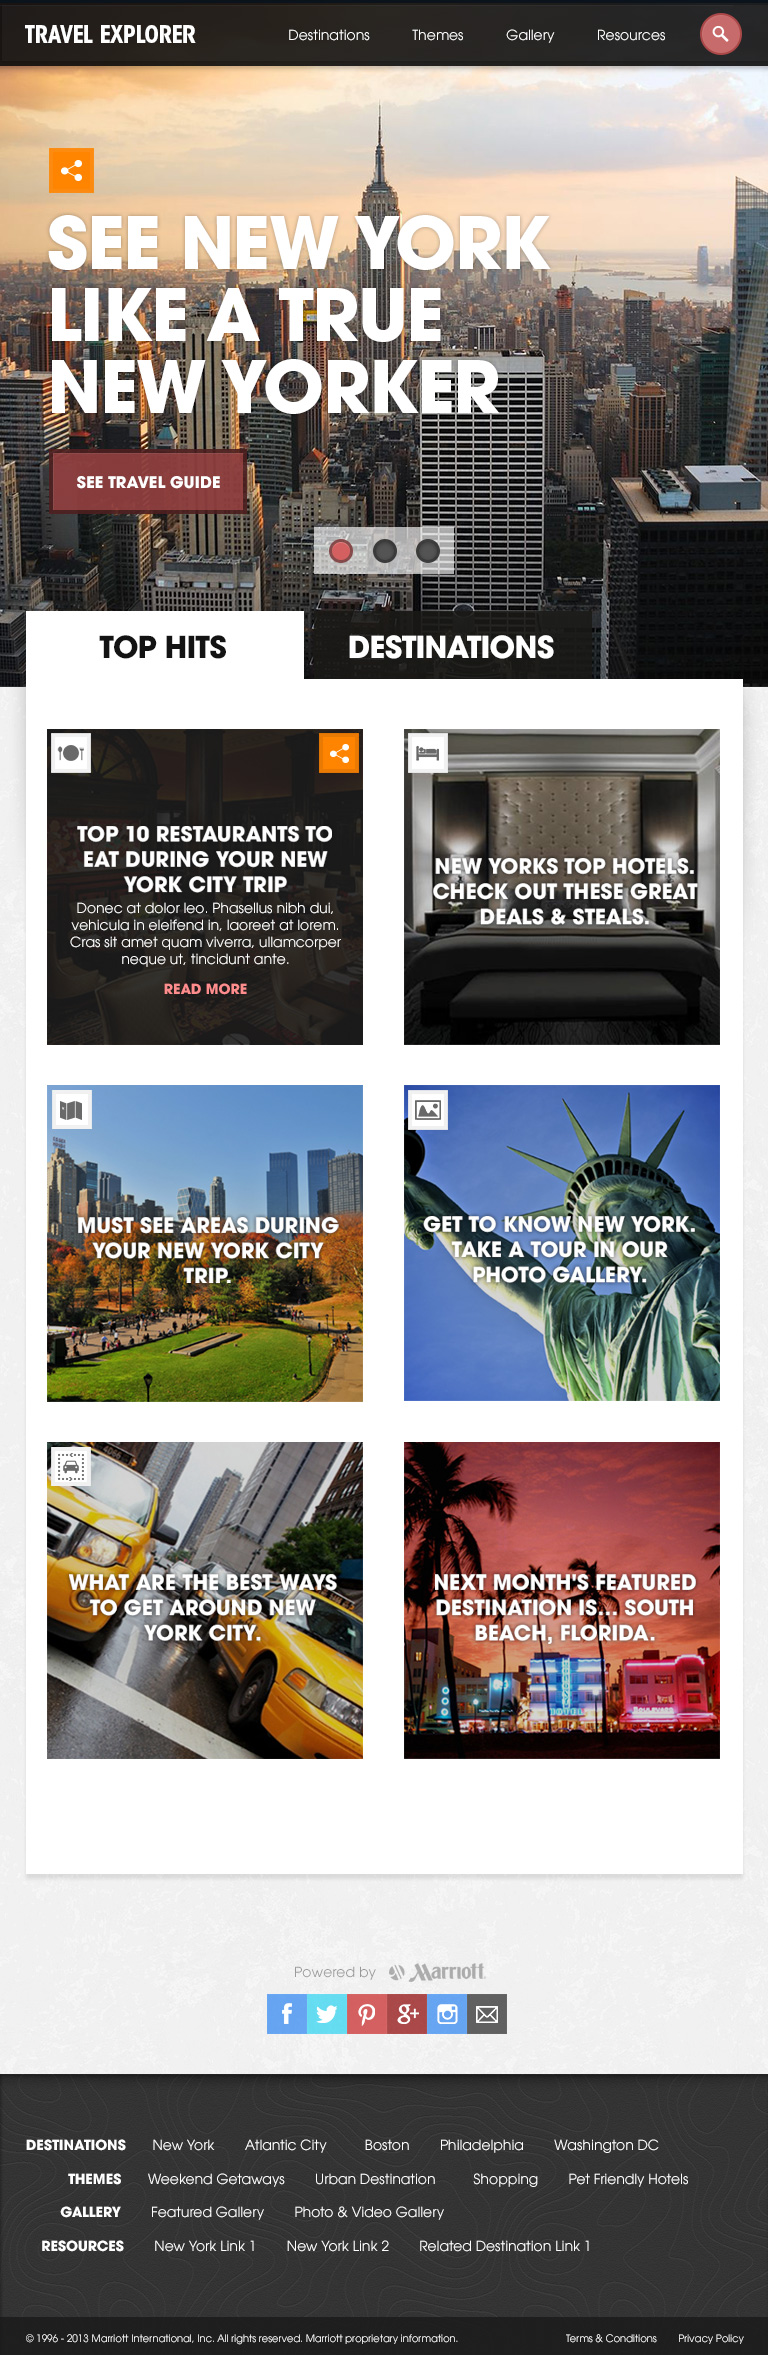 TRAVEL EXPLORER
Destinations
Themes
Gallery
Resources
SEE NEW YORK
LIKE A TRUE
NEW YORKER
SEE TRAVEL GUIDE
TOP HITS
DESTINATIONS
TOP 10 RESTAURANTS TO
EAT DURING YOUR NEW
YORK CITY TRIP
Donec at dolor leo. Phasellus nibh dui,
vehicula in eleifend in, laoreet at lorem.
Cras sit amet quam viverra, ullamcorper
neque ut, tincidunt ante.
READ MORE
NEW YORKS TOP HOTELS.
CHECK OUT THESE GREAT
DEALS & STEALS.
MUST SEE AREAS DURING
YOUR NEW YORK CITY
TRIP.
GET TO KNOW NEW YORK.
TAKE A TOUR IN OUR
PHOTO GALLERY.
WHAT ARE THE BEST WAYS
TO GET AROUND NEW
YORK CITY.
NEXT MONTH'S FEATURED
DESTINATION IS... SOUTH
BEACH, FLORIDA.
Powered by Marriott
DESTINATIONS New York Atlantic City Boston Philadelphia Washington DC
THEMES Weekend Getaways Urban Destination Shopping Pet Friendly Hotels
GALLERY Featured Gallery Photo & Video Gallery
RESOURCES New York Link 1 New York Link 2 Related Destination Link 1
© 1996 - 2013 Marriott International, Inc. All rights reserved. Marriott proprietary information.
Terms & Conditions
Privacy Policy